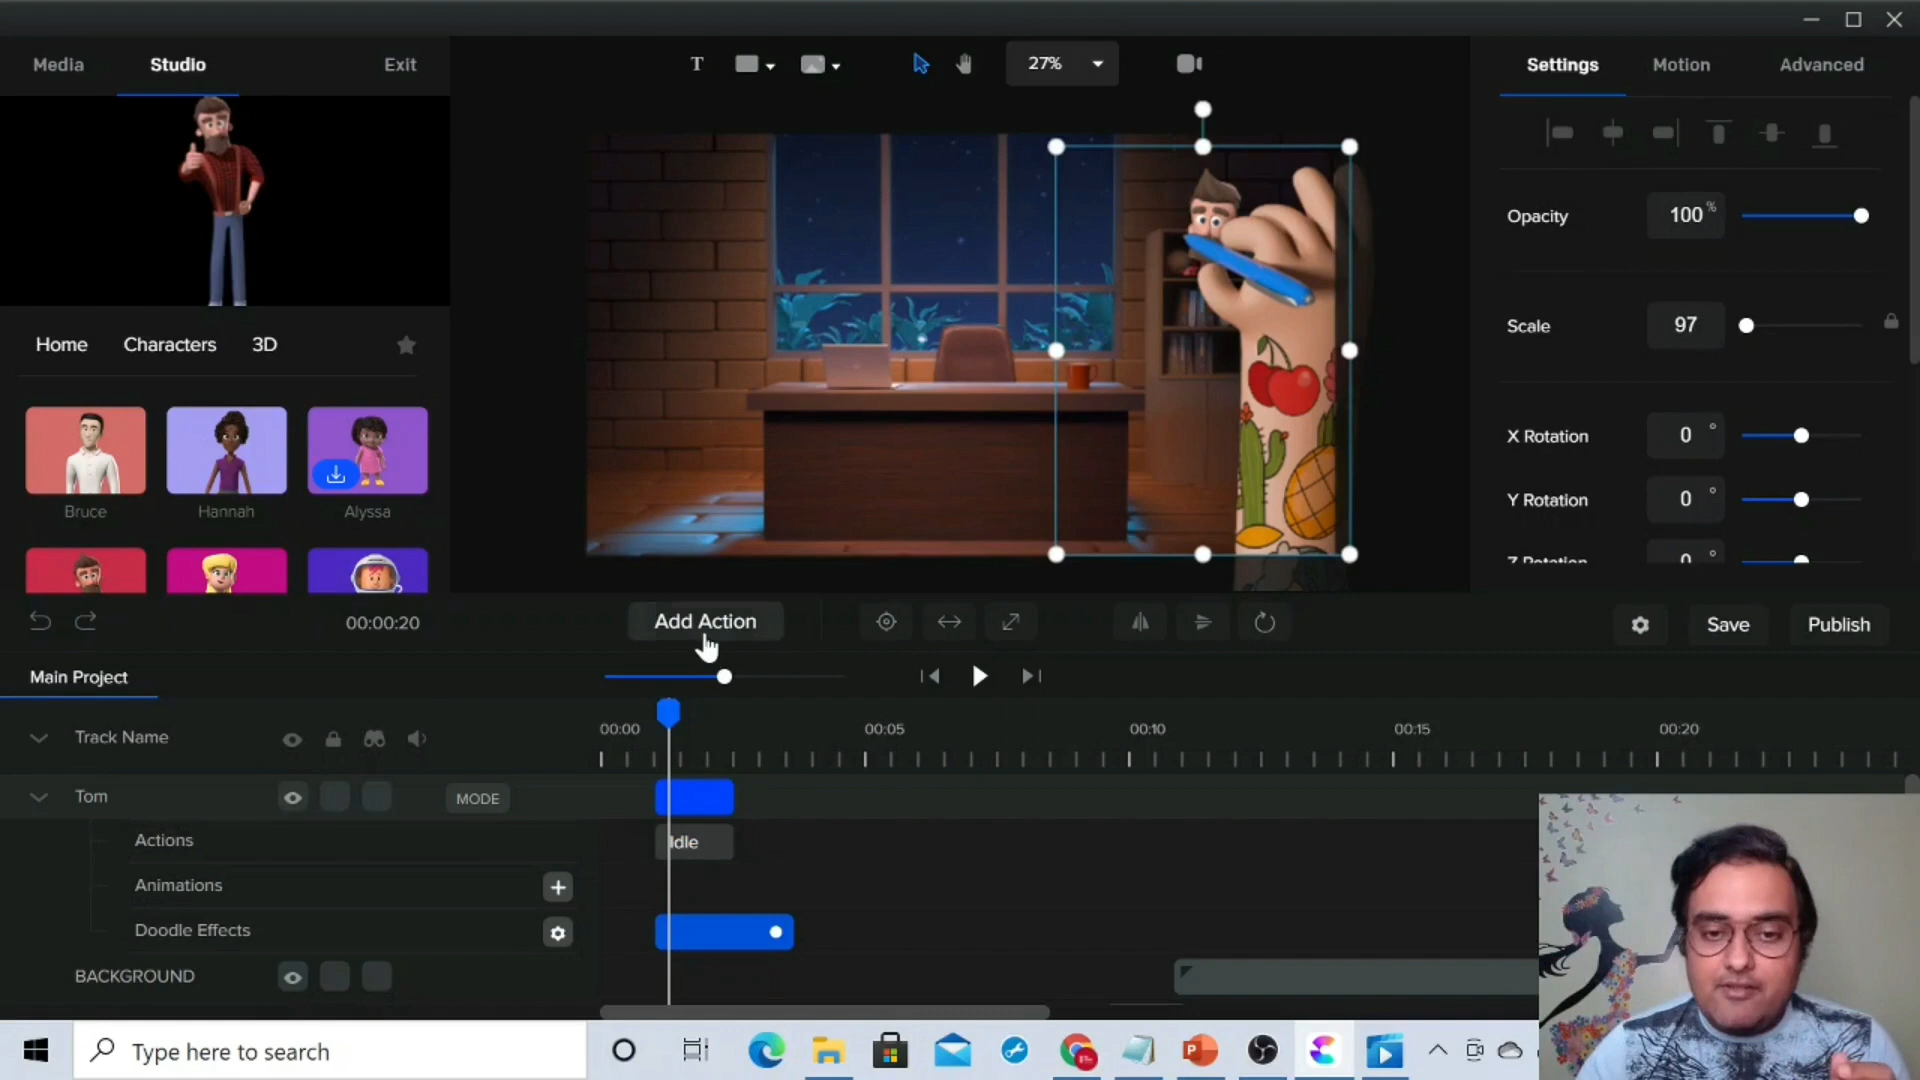 Media
Studio
Exit
T
27%
Settings
Motion
Advanced
Opacity
100 %
Scale
97
X Rotation
0 °
Y Rotation
0 °
Z Rotation
0 °
Home
Characters
3D
Bruce
Hannah
Alyssa
00:00:20
Add Action
Save
Publish
Main Project
00:00
00:05
00:10
00:15
00:20
Track Name
Tom
MODE
Actions
Idle
Animations
Doodle Effects
BACKGROUND
Type here to search